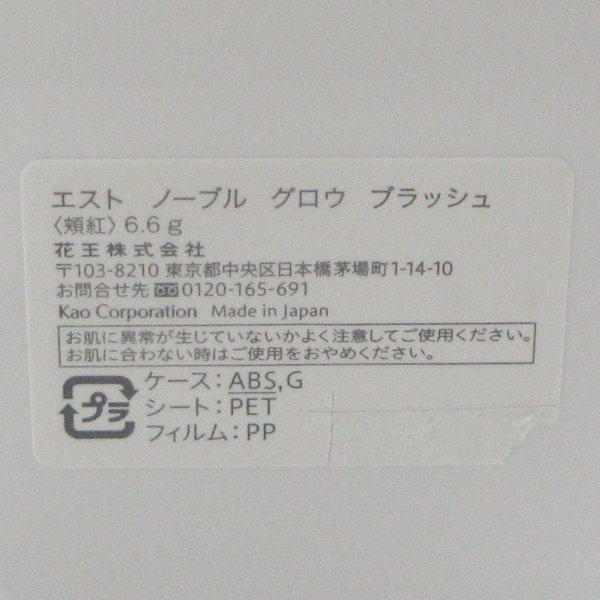 エスト ノーブル グロウ ブラッシュ
〈頬紅〉6.6g
花王株式会社
〒103-8210 東京都中央区日本橋茅場町1-14-10
お問合せ先 0120-165-691
Kao Corporation Made in Japan
お肌に異常が生じていないかよく注意してご使用ください。
お肌に合わない時はご使用をおやめください。
プラ
ケース：ABS,G
シート：PET
フィルム：PP